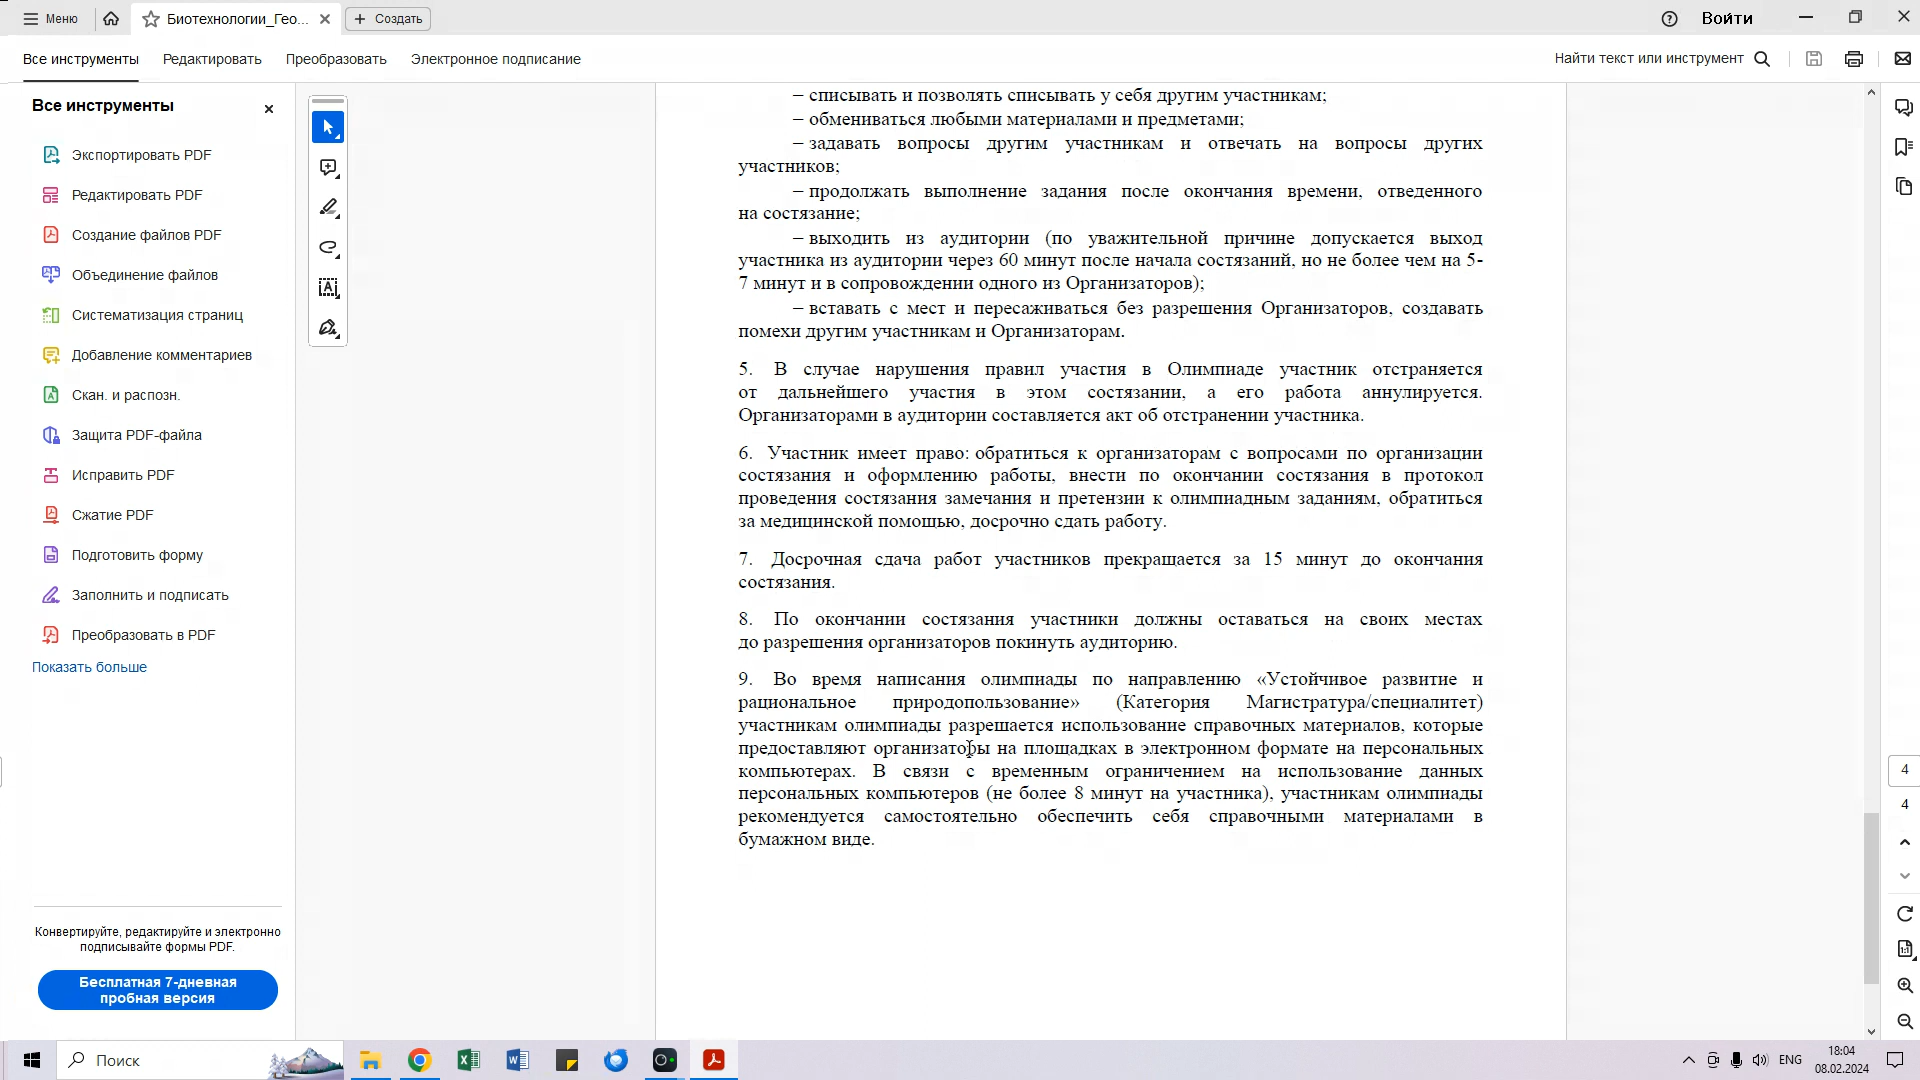 Меню
Биотехнологии_Гео...
Создать
Войти
Все инструменты
Редактировать
Преобразовать
Электронное подписание
Найти текст или инструмент
Все инструменты
Экспортировать PDF
Редактировать PDF
Создание файлов PDF
Объединение файлов
Систематизация страниц
Добавление комментариев
Скан. и распозн.
Защита PDF-файла
Исправить PDF
Сжатие PDF
Подготовить форму
Заполнить и подписать
Преобразовать в PDF
Показать больше
Конвертируйте, редактируйте и электронно
подписывайте формы PDF.
Бесплатная 7-дневная
пробная версия
– списывать и позволять списывать у себя другим участникам;
– обмениваться любыми материалами и предметами;
– задавать вопросы другим участникам и отвечать на вопросы других
участников;
– продолжать выполнение задания после окончания времени, отведенного
на состязание;
– выходить из аудитории (по уважительной причине допускается выход
участника из аудитории через 60 минут после начала состязаний, но не более чем на 5-
7 минут и в сопровождении одного из Организаторов);
– вставать с мест и пересаживаться без разрешения Организаторов, создавать
помехи другим участникам и Организаторам.
5. В случае нарушения правил участия в Олимпиаде участник отстраняется
от дальнейшего участия в этом состязании, а его работа аннулируется.
Организаторами в аудитории составляется акт об отстранении участника.
6. Участник имеет право: обратиться к организаторам с вопросами по организации
состязания и оформлению работы, внести по окончании состязания в протокол
проведения состязания замечания и претензии к олимпиадным заданиям, обратиться
за медицинской помощью, досрочно сдать работу.
7. Досрочная сдача работ участников прекращается за 15 минут до окончания
состязания.
8. По окончании состязания участники должны оставаться на своих местах
до разрешения организаторов покинуть аудиторию.
9. Во время написания олимпиады по направлению «Устойчивое развитие и
рациональное природопользование» (Категория Магистратура/специалитет)
участникам олимпиады разрешается использование справочных материалов, которые
предоставляют организаторы на площадках в электронном формате на персональных
компьютерах. В связи с временным ограничением на использование данных
персональных компьютеров (не более 8 минут на участника), участникам олимпиады
рекомендуется самостоятельно обеспечить себя справочными материалами в
бумажном виде.
4
4
Поиск
ENG
18:04
08.02.2024